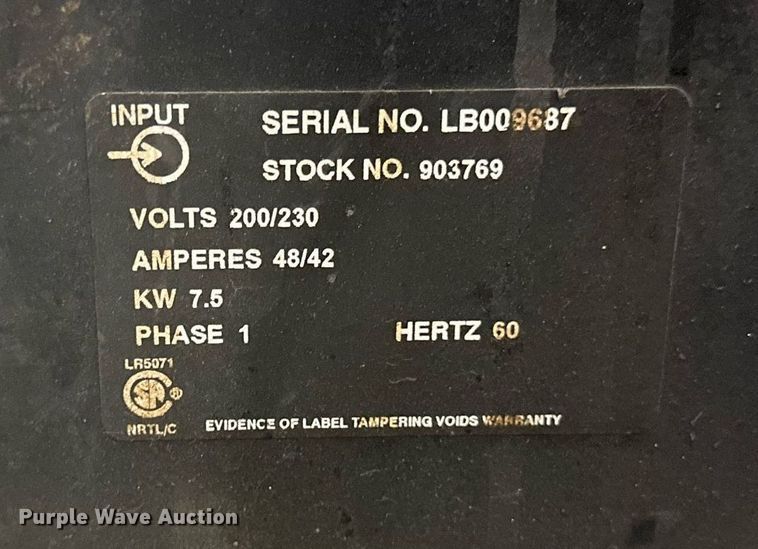 INPUT
SERIAL NO. LB009687
STOCK NO. 903769
VOLTS 200/230
AMPERES 48/42
KW 7.5
PHASE 1 HERTZ 60
LR5071
NRTL/C
EVIDENCE OF LABEL TAMPERING VOIDS WARRANTY
Purple Wave Auction